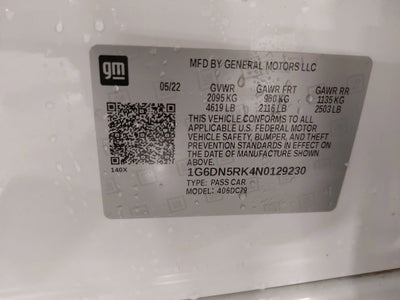 gm
MFD BY GENERAL MOTORS LLC
05/22 GVWR GAWR FRT GAWR RR
2095 KG 960 KG 1135 KG
4619 LB 2116 LB 2503 LB
THIS VEHICLE CONFORMS TO ALL
APPLICABLE U.S. FEDERAL MOTOR
VEHICLE SAFETY, BUMPER, AND THEFT
PREVENTION STANDARDS IN EFFECT ON
THE DATE OF MANUFACTURE SHOWN ABOVE.
1G6DN5RK4N0129230
140X TYPE: PASS CAR
MODEL: 406DC79